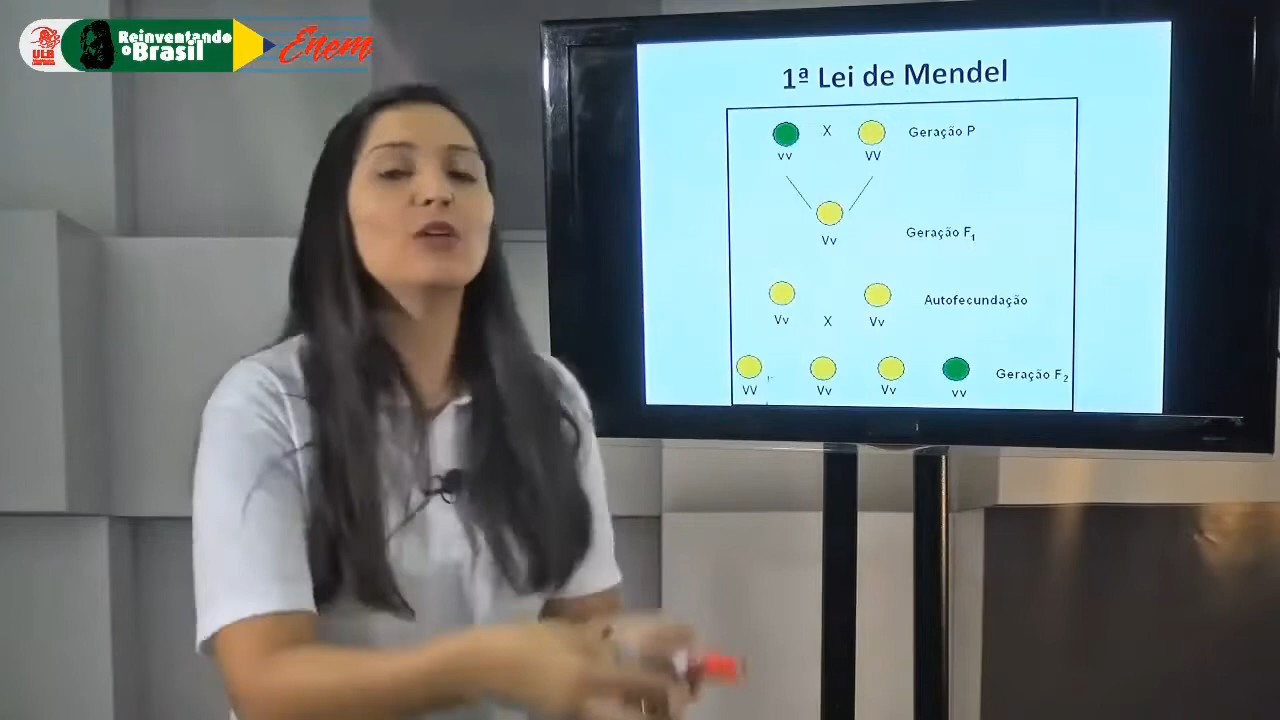 ULB
Reinventando
o Brasil
Enem
1ª Lei de Mendel
X
Geração P
vv
VV
Vv
Geração F₁
Autofecundação
Vv
X
Vv
Geração F₂
VV
Vv
Vv
vv